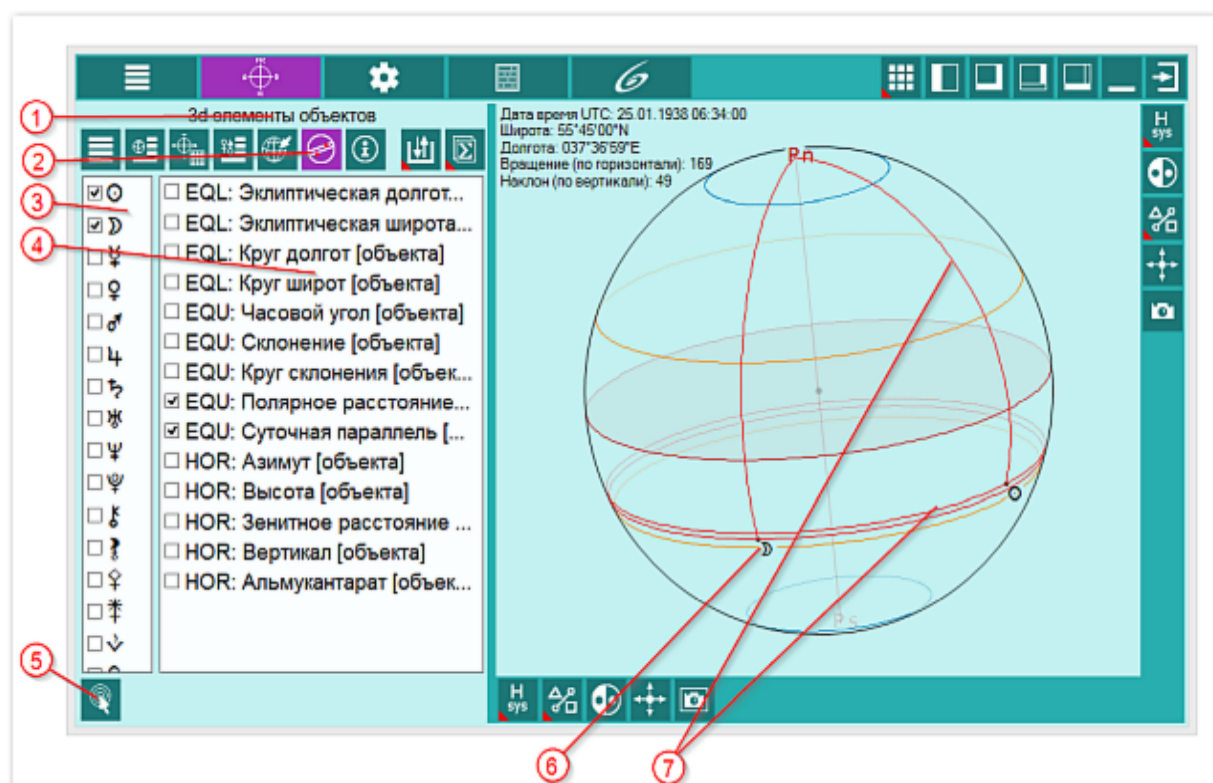 1
3d элементы объектов
2
3
4
EQL: Эклиптическая долгот...
EQL: Эклиптическая широта...
EQL: Круг долгот [объекта]
EQL: Круг широт [объекта]
EQU: Часовой угол [объекта]
EQU: Склонение [объекта]
EQU: Круг склонения [объек...
EQU: Полярное расстояние...
EQU: Суточная параллель [...
HOR: Азимут [объекта]
HOR: Высота [объекта]
HOR: Зенитное расстояние ...
HOR: Вертикал [объекта]
HOR: Альмукантарат [объек...
5
Дата время UTC: 25.01.1938 06:34:00
Широта: 55°45'00"N
Долгота: 037°36'59"E
Вращение (по горизонтали): 169
Наклон (по вертикали): 49
Pn
Ps
H
sys
H
sys
6
7